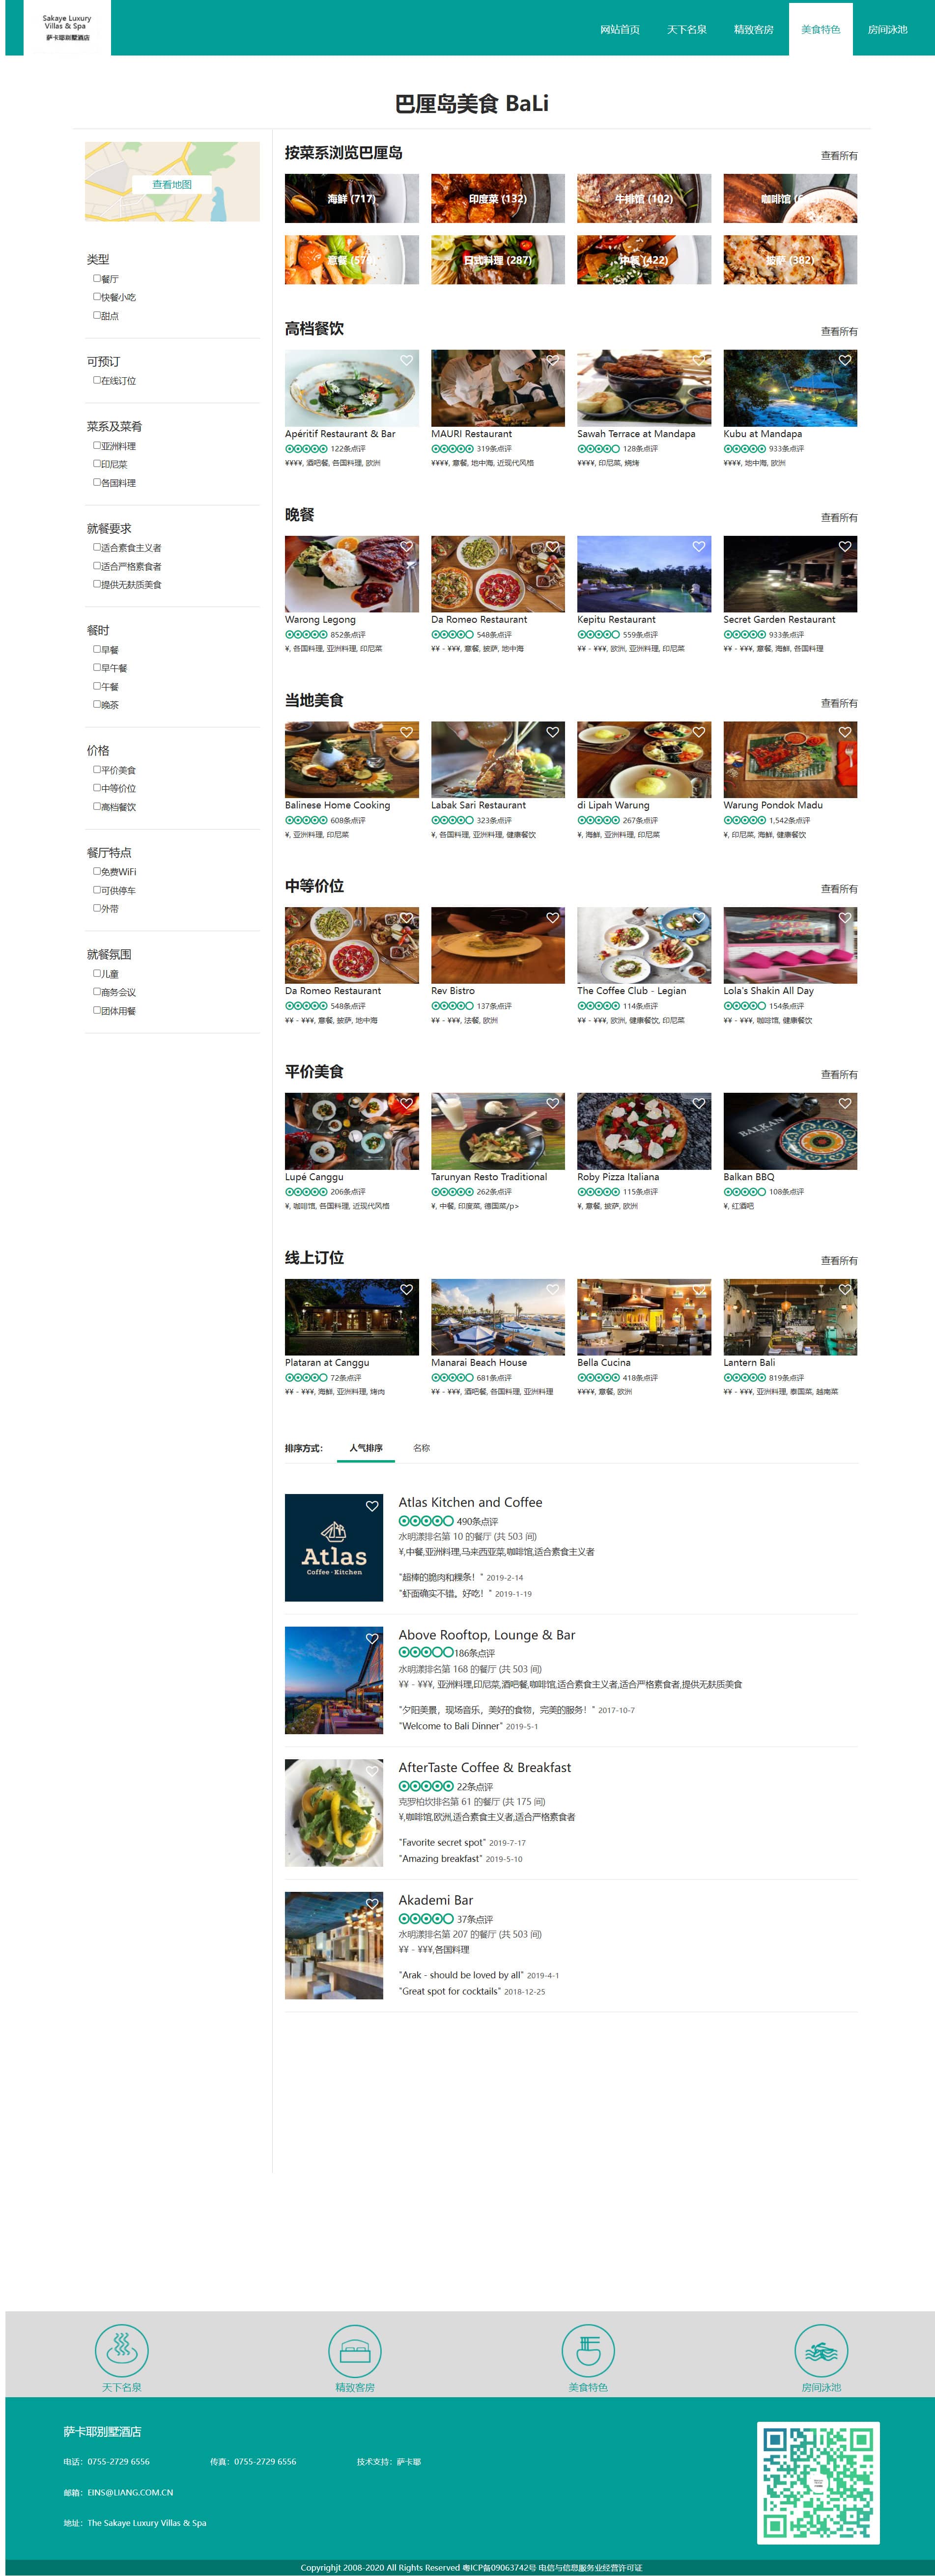 Sakaye Luxury
Villas & Spa
萨卡耶别墅酒店
网站首页 天下名泉 精致客房 美食特色 房间泳池
巴厘岛美食 BaLi
查看地图
类型
餐厅
快餐小吃
甜点
可预订
在线订位
菜系及菜肴
亚洲料理
印尼菜
各国料理
就餐要求
适合素食主义者
适合严格素食者
提供无麸质美食
餐时
早餐
早午餐
午餐
晚茶
价格
平价美食
中等价位
高档餐饮
餐厅特点
免费WiFi
可供停车
外带
就餐氛围
儿童
商务会议
团体用餐
按菜系浏览巴厘岛 查看所有
海鲜 (717) 印度菜 (132) 牛排馆 (102) 咖啡馆
意餐 日式料理 (287) 中餐 (422) 披萨 (382)
高档餐饮 查看所有
Apéritif Restaurant & Bar MAURI Restaurant Sawah Terrace at Mandapa Kubu at Mandapa
122条点评 319条点评 128条点评 933条点评
¥¥¥¥, 酒吧餐, 各国料理, 欧洲 ¥¥¥¥, 意餐, 地中海, 近现代风格 ¥¥¥¥, 印尼菜, 烧烤 ¥¥¥¥, 地中海, 欧洲
晚餐 查看所有
Warong Legong Da Romeo Restaurant Kepitu Restaurant Secret Garden Restaurant
852条点评 548条点评 559条点评 933条点评
¥, 各国料理, 亚洲料理, 印尼菜 ¥¥ - ¥¥¥, 意餐, 披萨, 地中海 ¥¥ - ¥¥¥, 欧洲, 亚洲料理, 印尼菜 ¥¥ - ¥¥¥, 意餐, 海鲜, 各国料理
当地美食 查看所有
Balinese Home Cooking Labak Sari Restaurant di Lipah Warung Warung Pondok Madu
608条点评 323条点评 267条点评 1,542条点评
¥, 亚洲料理, 印尼菜 ¥, 各国料理, 亚洲料理, 健康餐饮 ¥, 海鲜, 亚洲料理, 印尼菜 ¥, 印尼菜, 海鲜, 健康餐饮
中等价位 查看所有
Da Romeo Restaurant Rev Bistro The Coffee Club - Legian Lola's Shakin All Day
548条点评 137条点评 114条点评 154条点评
¥¥ - ¥¥¥, 意餐, 披萨, 地中海 ¥¥ - ¥¥¥, 法餐, 欧洲 ¥¥ - ¥¥¥, 欧洲, 健康餐饮, 印尼菜 ¥¥ - ¥¥¥, 咖啡馆, 健康餐饮
平价美食 查看所有
BALKAN
Lupé Canggu Tarunyan Resto Traditional Roby Pizza Italiana Balkan BBQ
206条点评 262条点评 115条点评 108条点评
¥, 咖啡馆, 各国料理, 近现代风格 ¥, 中餐, 印度菜, 德国菜/p> ¥, 意餐, 披萨, 欧洲 ¥, 红酒吧
线上订位 查看所有
Plataran at Canggu Manarai Beach House Bella Cucina Lantern Bali
72条点评 681条点评 418条点评 819条点评
¥¥ - ¥¥¥, 海鲜, 亚洲料理, 烤肉 ¥¥ - ¥¥¥, 酒吧餐, 各国料理, 亚洲料理 ¥¥¥¥, 意餐, 欧洲 ¥¥ - ¥¥¥, 亚洲料理, 泰国菜, 越南菜
排序方式: 人气排序 名称
Atlas
Coffee·Kitchen
Atlas Kitchen and Coffee
490条点评
水明漾排名第 10 的餐厅 (共 503 间)
¥,中餐,亚洲料理,马来西亚菜,咖啡馆,适合素食主义者
"超棒的脆肉和粿条！" 2019-2-14
"虾面确实不错。好吃！" 2019-1-19
Above Rooftop, Lounge & Bar
186条点评
水明漾排名第 168 的餐厅 (共 503 间)
¥¥ - ¥¥¥, 亚洲料理,印尼菜,酒吧餐,咖啡馆,适合素食主义者,适合严格素食者,提供无麸质美食
"夕阳美景，现场音乐，美好的食物，完美的服务！" 2017-10-7
"Welcome to Bali Dinner" 2019-5-1
AfterTaste Coffee & Breakfast
22条点评
克罗柏坎排名第 61 的餐厅 (共 175 间)
¥,咖啡馆,欧洲,适合素食主义者,适合严格素食者
"Favorite secret spot" 2019-7-17
"Amazing breakfast" 2019-5-10
Akademi Bar
37条点评
水明漾排名第 207 的餐厅 (共 503 间)
¥¥ - ¥¥¥,各国料理
"Arak - should be loved by all" 2019-4-1
"Great spot for cocktails" 2018-12-25
天下名泉 精致客房 美食特色 房间泳池
萨卡耶别墅酒店
电话：0755-2729 6556 传真：0755-2729 6556 技术支持：萨卡耶
邮箱：EINS@LIANG.COM.CN
地址：The Sakaye Luxury Villas & Spa
Copyrighjt 2008-2020 All Rights Reserved 粤ICP备09063742号 电信与信息服务业经营许可证